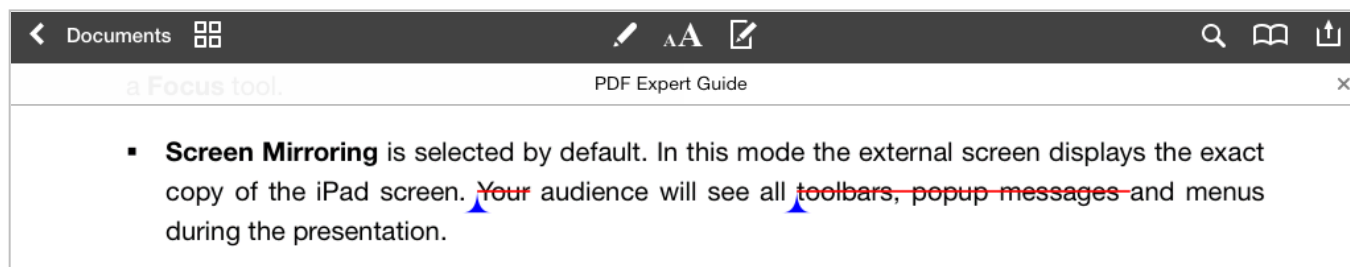 Documents AA
a Focus tool.
PDF Expert Guide
▪ Screen Mirroring is selected by default. In this mode the external screen displays the exact
copy of the iPad screen. Your audience will see all toolbars, popup messages and menus
during the presentation.